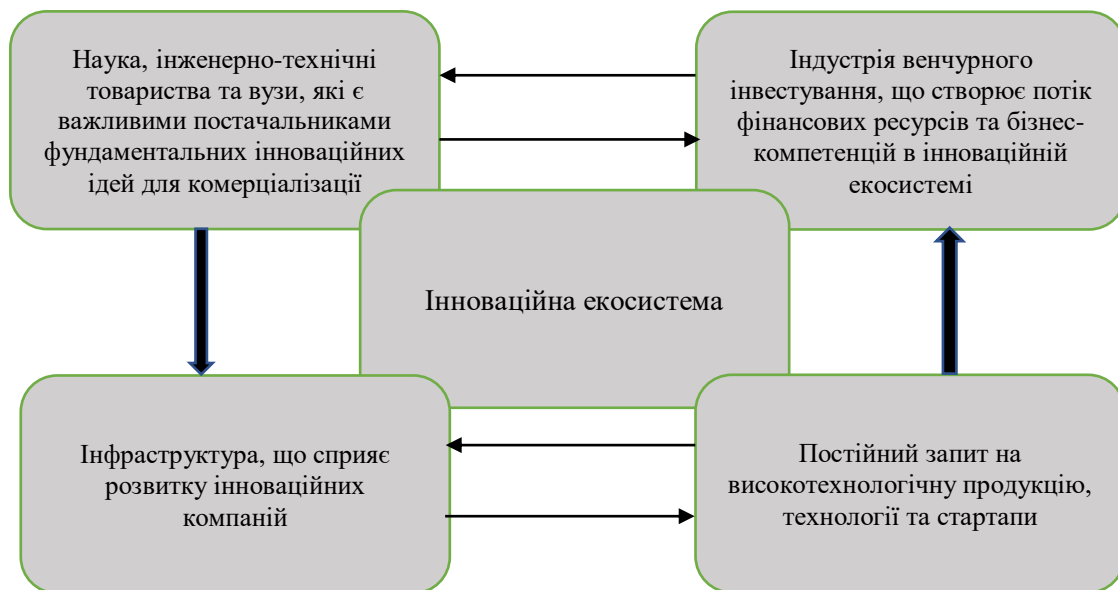 Наука, інженерно-технічні
товариства та вузи, які є
важливими постачальниками
фундаментальних інноваційних
ідей для комерціалізації
Індустрія венчурного
інвестування, що створює потік
фінансових ресурсів та бізнес-
компетенцій в інноваційній
екосистемі
Інноваційна екосистема
Інфраструктура, що сприяє
розвитку інноваційних
компаній
Постійний запит на
високотехнологічну продукцію,
технології та стартапи